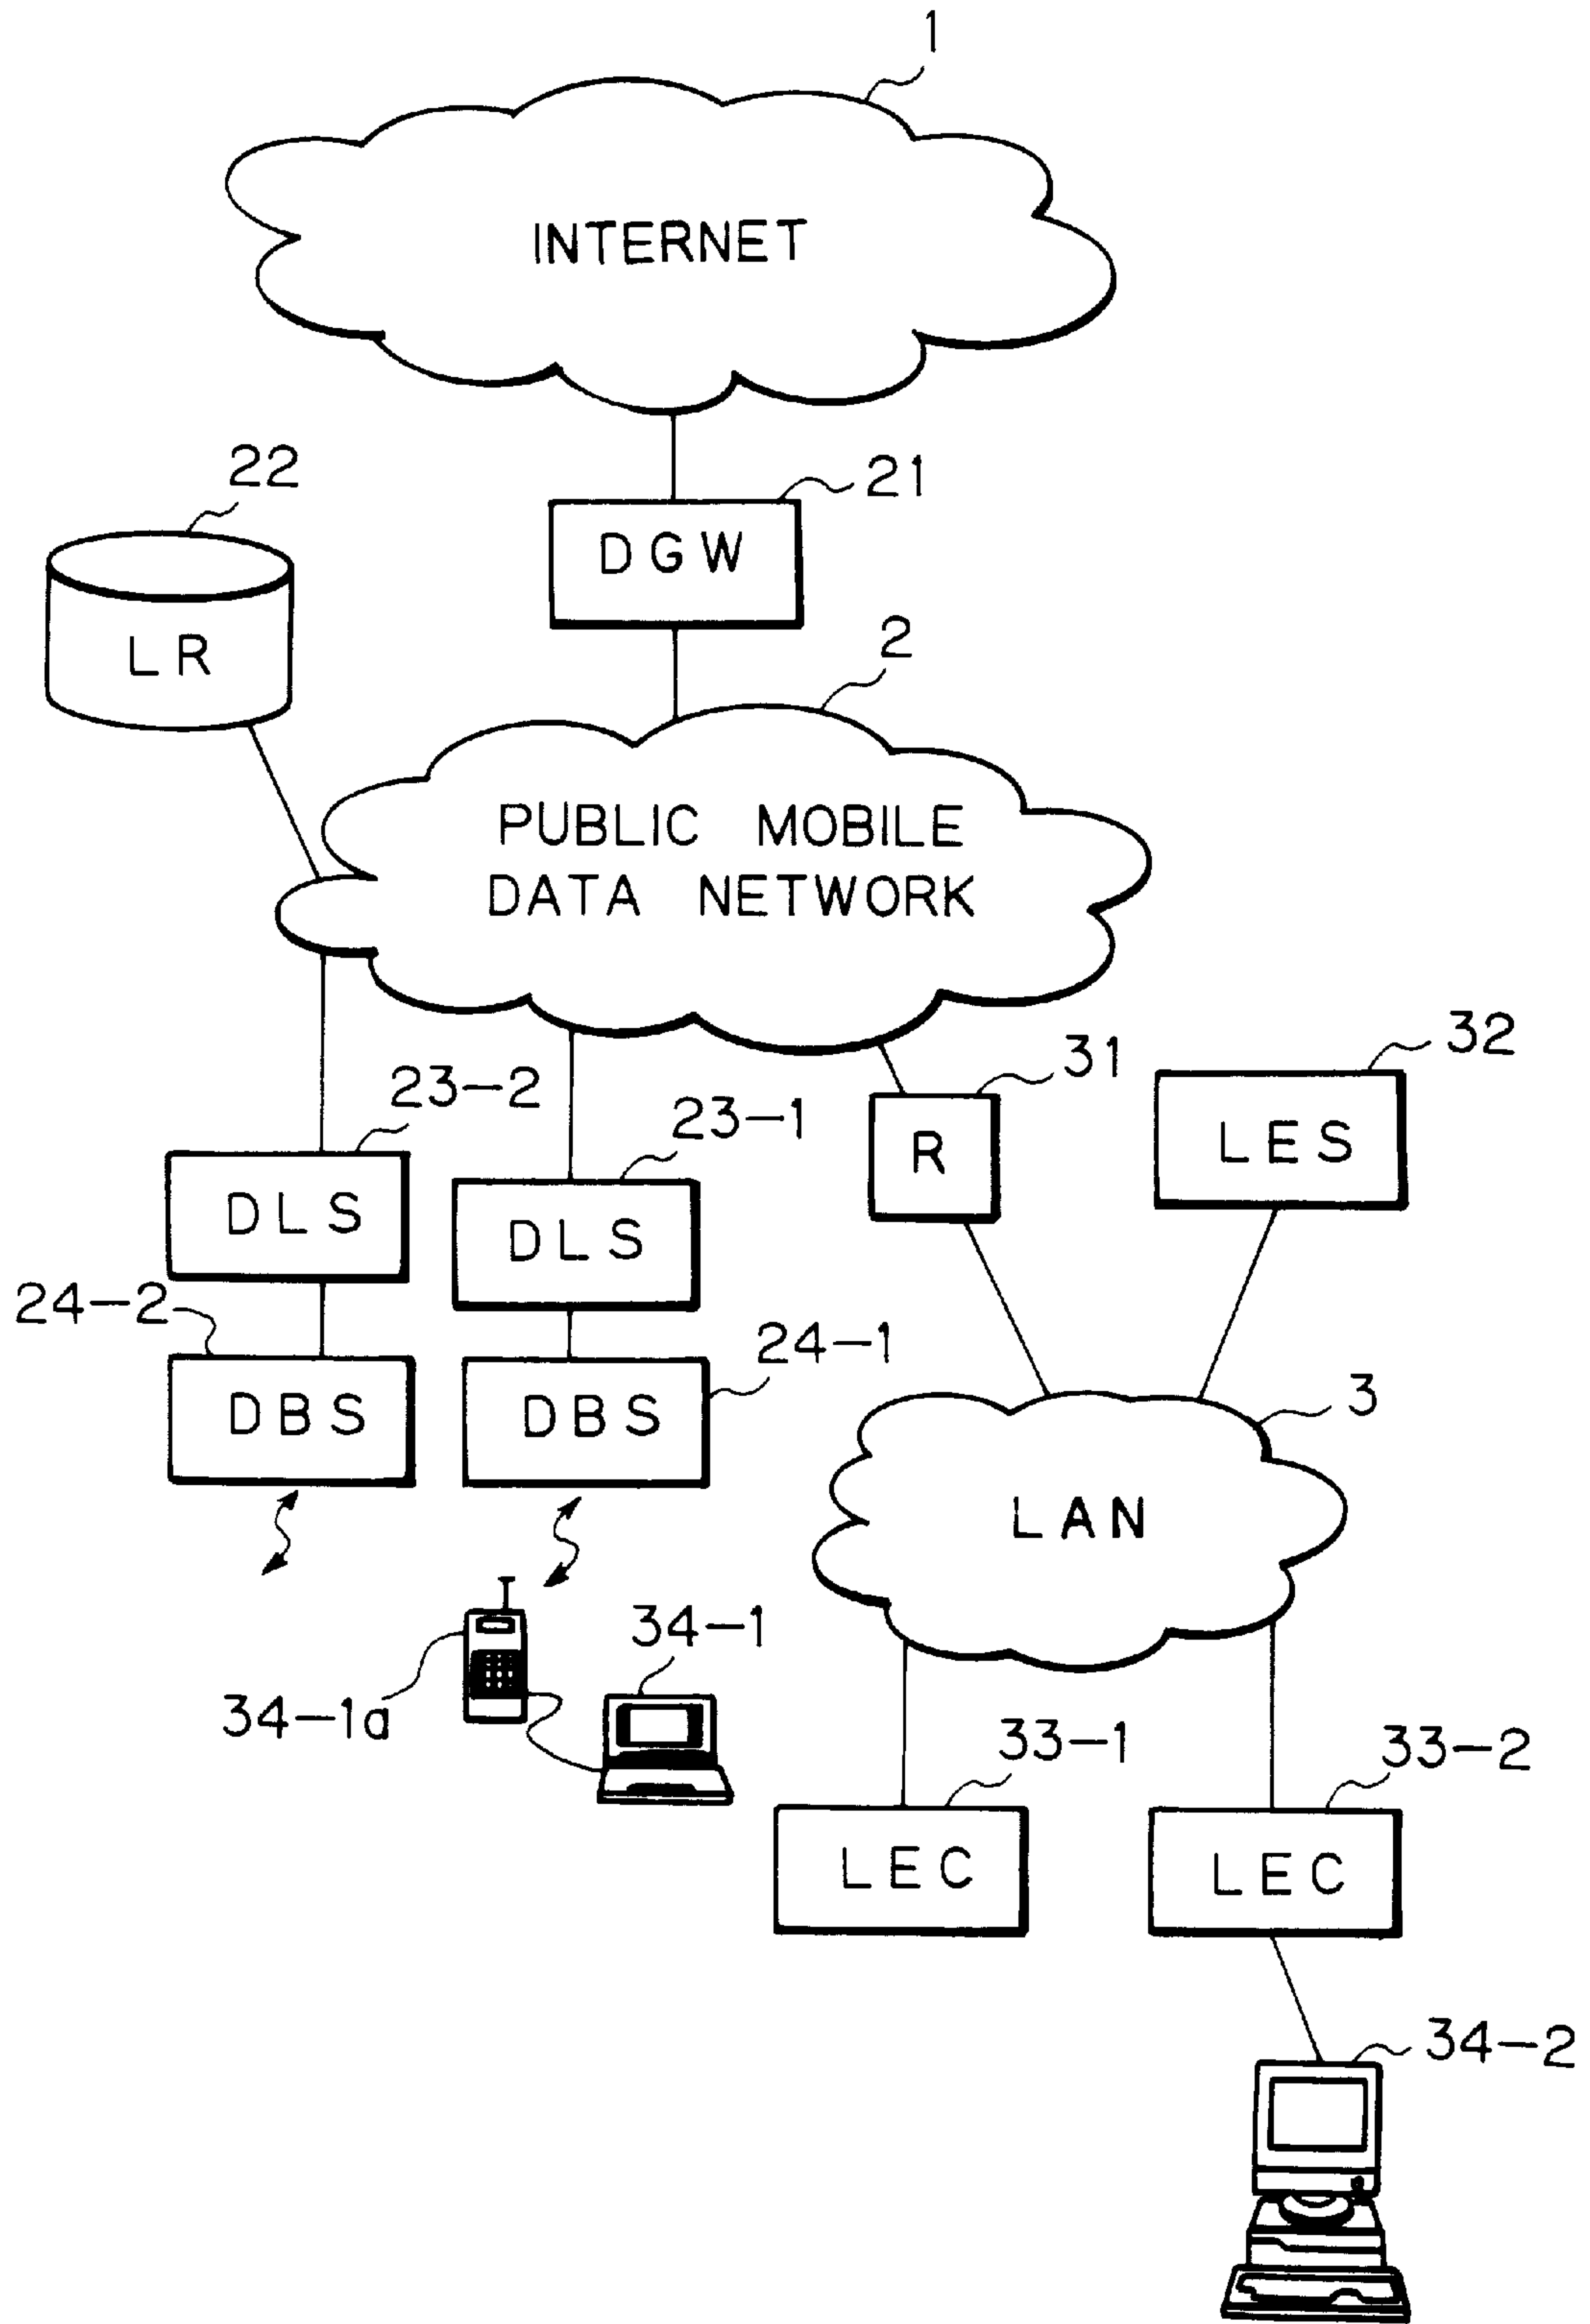 1
INTERNET
22
21
DGW
LR
2
PUBLIC MOBILE
DATA NETWORK
31
32
23-2
23-1
R
LES
DLS
DLS
24-2
24-1
3
DBS
DBS
LAN
34-1
34-1a
33-1
33-2
LEC
LEC
34-2